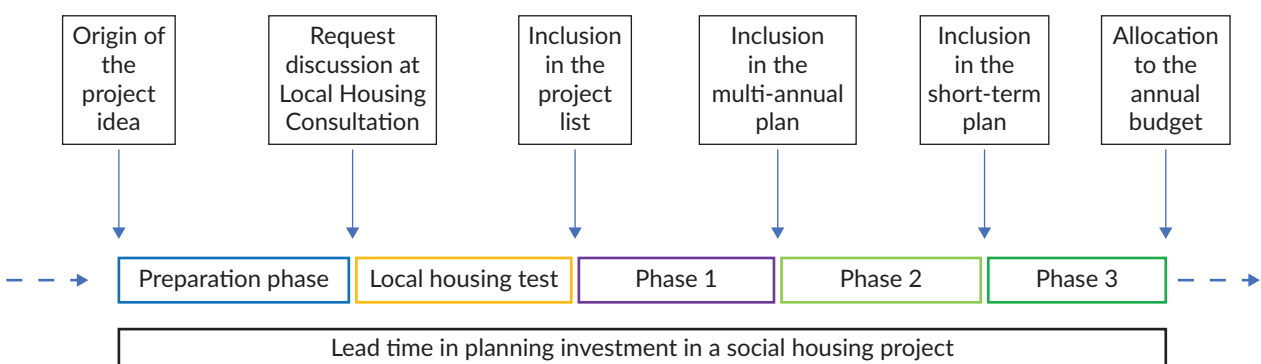 Origin of
the
project
idea
Request
discussion at
Local Housing
Consultation
Inclusion
in the
project
list
Inclusion
in the
multi-annual
plan
Inclusion
in the
short-term
plan
Allocation
to the
annual
budget
Preparation phase
Local housing test
Phase 1
Phase 2
Phase 3
Lead time in planning investment in a social housing project